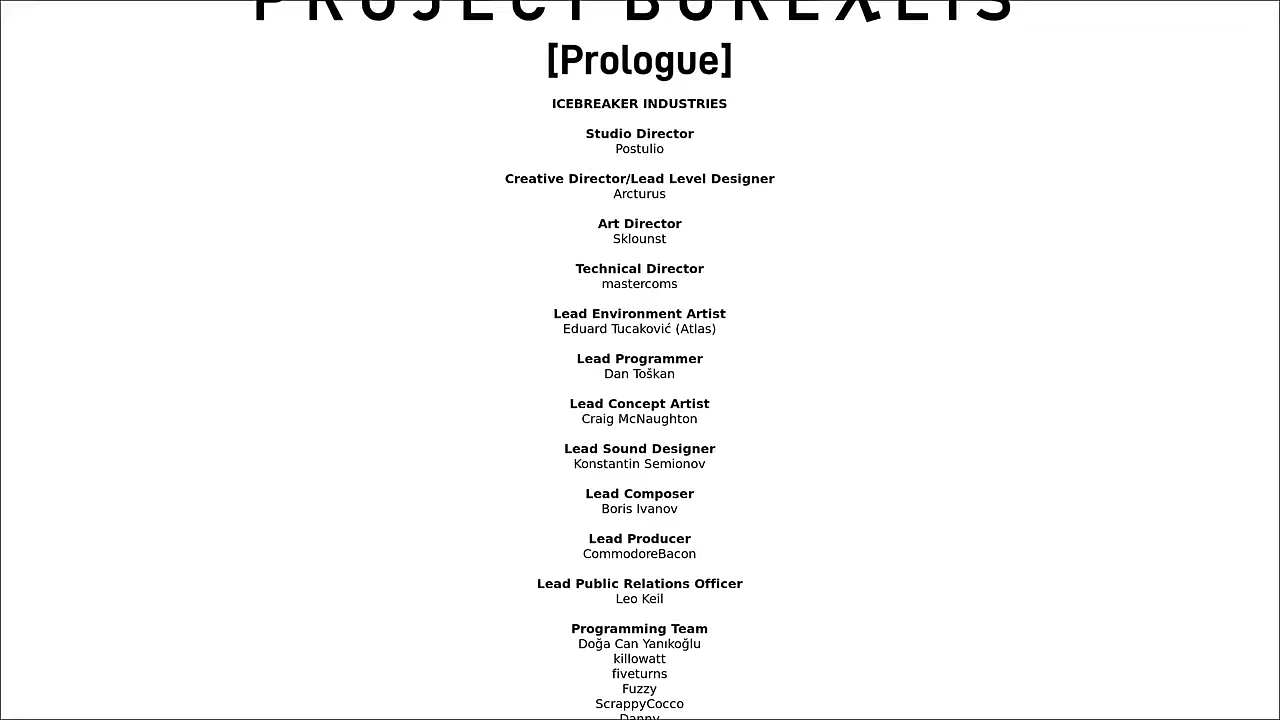 PROJECT BOREALIS
[Prologue]
ICEBREAKER INDUSTRIES
Studio Director
Postulio
Creative Director/Lead Level Designer
Arcturus
Art Director
Sklounst
Technical Director
mastercoms
Lead Environment Artist
Eduard Tucaković (Atlas)
Lead Programmer
Dan Toškan
Lead Concept Artist
Craig McNaughton
Lead Sound Designer
Konstantin Semionov
Lead Composer
Boris Ivanov
Lead Producer
CommodoreBacon
Lead Public Relations Officer
Leo Keil
Programming Team
Doğa Can Yanıkoğlu
killowatt
fiveturns
Fuzzy
ScrappyCocco
Danny